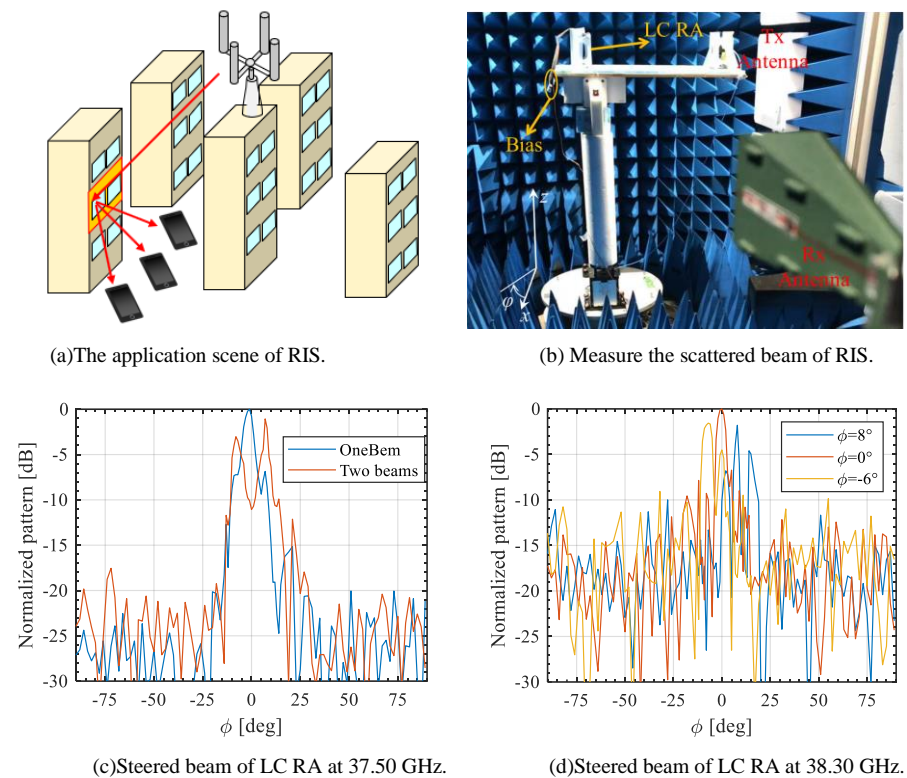 LC RA
Tx
Antenna
Bias
z
φ
x
Rx
Antenna
(a)The application scene of RIS.
(b) Measure the scattered beam of RIS.
0
-5
-10
-15
-20
-25
-30
Normalized pattern [dB]
OneBem
Two beams
-75 -50 -25 0 25 50 75
ϕ [deg]
0
-5
-10
-15
-20
-25
-30
Normalized pattern [dB]
ϕ=8°
ϕ=0°
ϕ=-6°
-75 -50 -25 0 25 50 75
ϕ [deg]
(c)Steered beam of LC RA at 37.50 GHz.
(d)Steered beam of LC RA at 38.30 GHz.